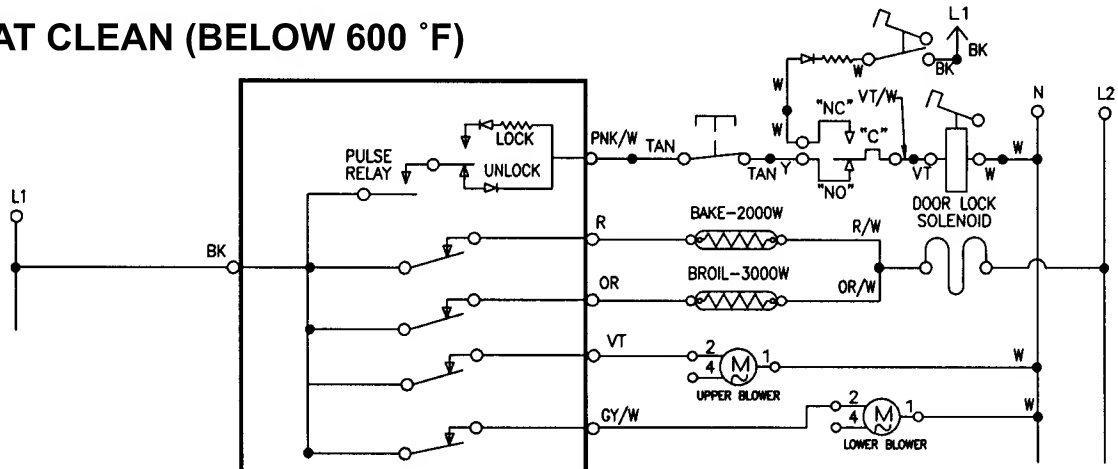 AT CLEAN (BELOW 600 ˚F)
L1
BK
BK
W
W
"NC"
VT/W
N
L2
W
"C"
LOCK
PNK/W
TAN
TAN
Y
"NO"
VT
W
W
PULSE
RELAY
UNLOCK
DOOR LOCK
SOLENOID
L1
BK
R
BAKE-2000W
R/W
OR
BROIL-3000W
OR/W
VT
2
4
M
1
W
UPPER BLOWER
GY/W
2
4
M
1
W
LOWER BLOWER